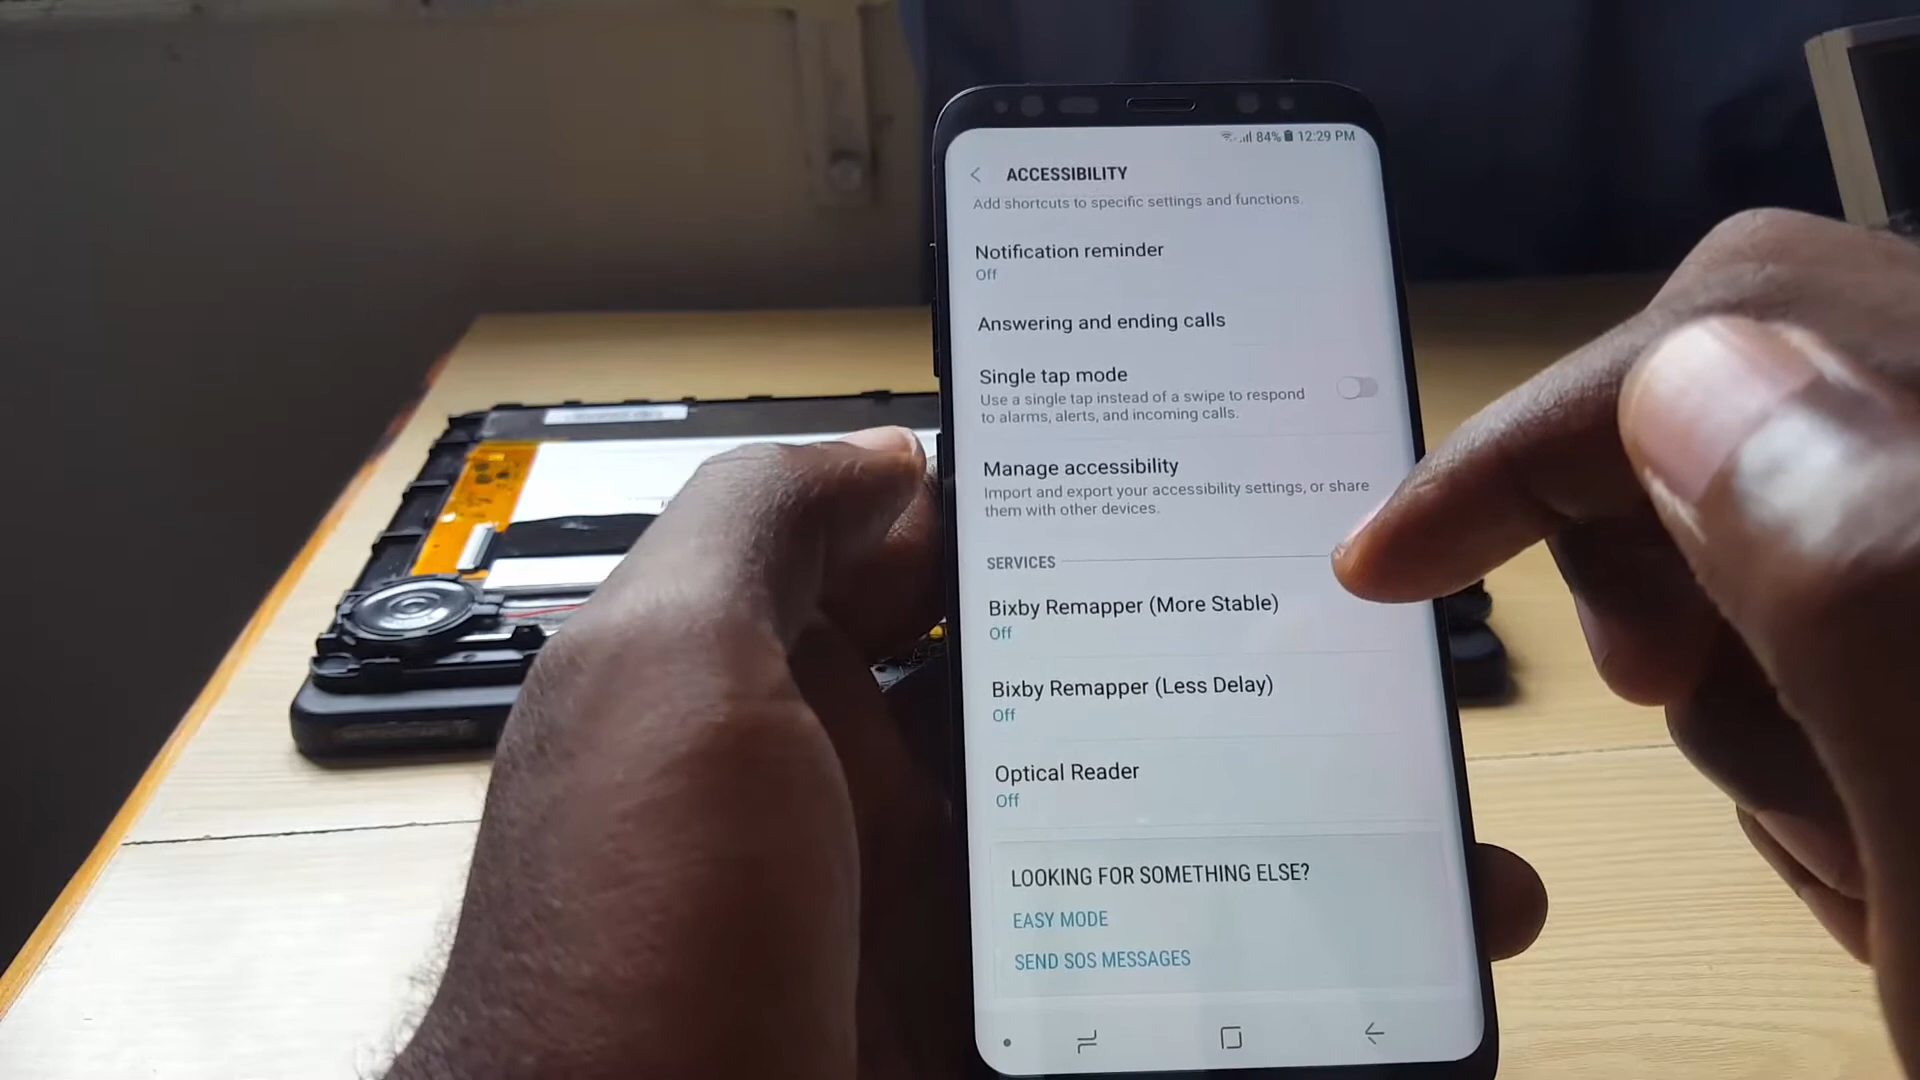 84% 12:29 PM
ACCESSIBILITY
Add shortcuts to specific settings and functions.
Notification reminder
Off
Answering and ending calls
Single tap mode
Use a single tap instead of a swipe to respond
to alarms, alerts, and incoming calls.
Manage accessibility
Import and export your accessibility settings, or share
them with other devices.
SERVICES
Bixby Remapper (More Stable)
Off
Bixby Remapper (Less Delay)
Off
Optical Reader
Off
LOOKING FOR SOMETHING ELSE?
EASY MODE
SEND SOS MESSAGES